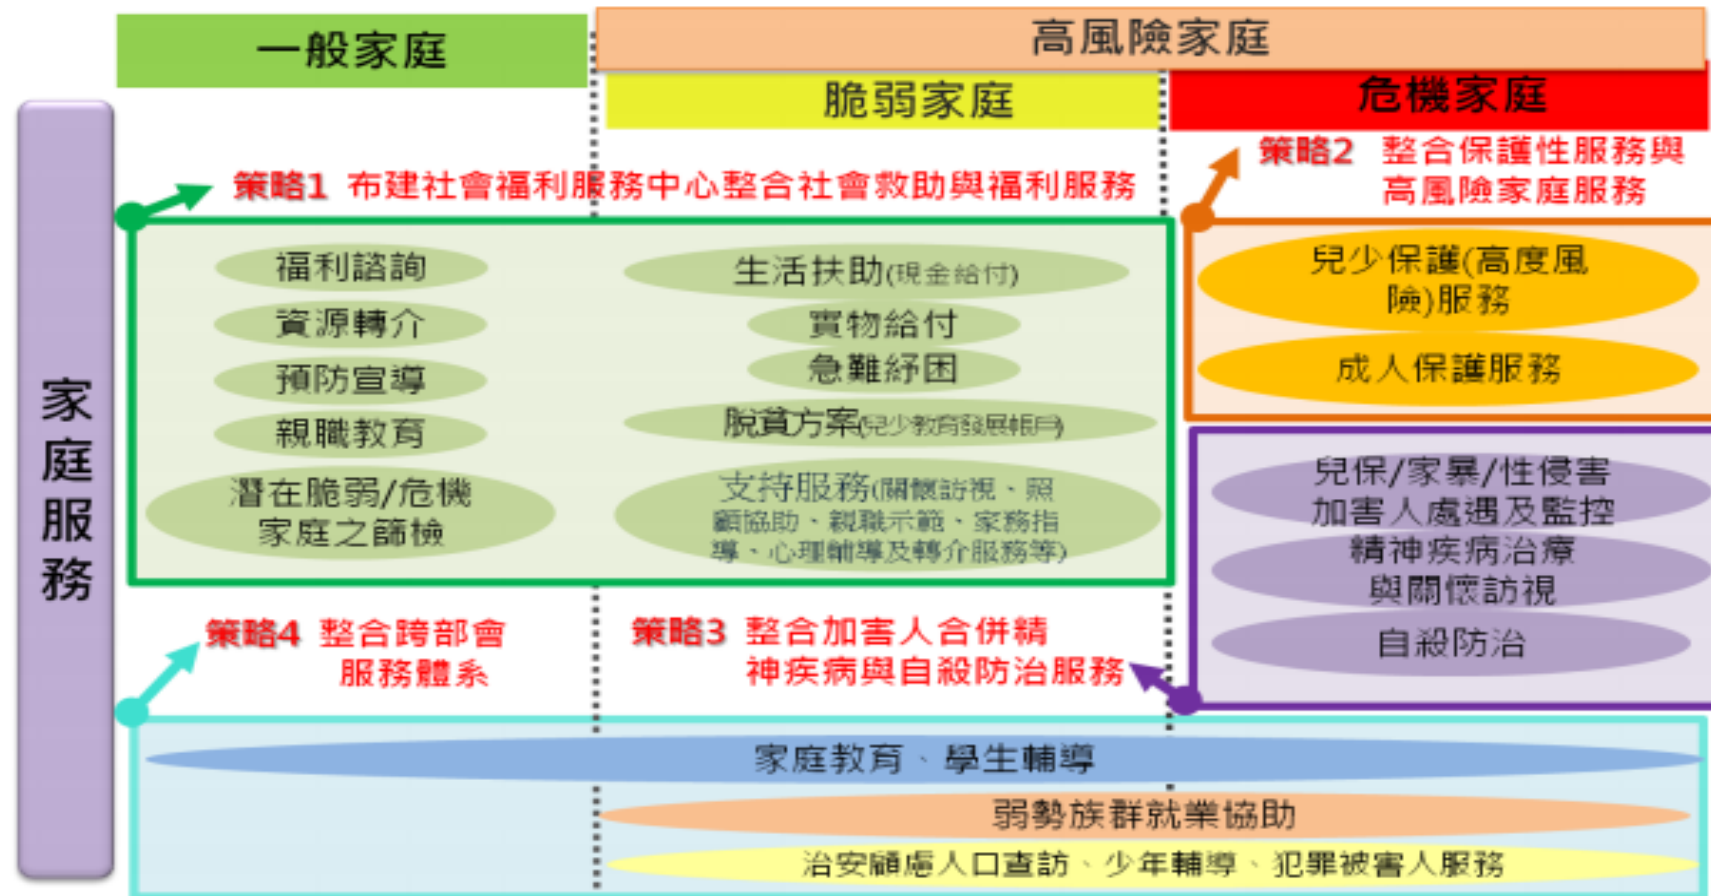 一般家庭
高風險家庭
脆弱家庭
危機家庭
家庭服務
策略1 布建社會福利服務中心整合社會救助與福利服務
策略2 整合保護性服務與
高風險家庭服務
福利諮詢
資源轉介
預防宣導
親職教育
潛在脆弱/危機
家庭之篩檢
生活扶助(現金給付)
實物給付
急難紓困
脫貧方案(兒少教育發展帳戶)
支持服務(關懷訪視、照
顧協助、親職示範、家務指
導、心理輔導及轉介服務等)
兒少保護(高度風
險)服務
成人保護服務
兒保/家暴/性侵害
加害人處遇及監控
精神疾病治療
與關懷訪視
自殺防治
策略4 整合跨部會
服務體系
策略3 整合加害人合併精
神疾病與自殺防治服務
家庭教育、學生輔導
弱勢族群就業協助
治安顧慮人口查訪、少年輔導、犯罪被害人服務